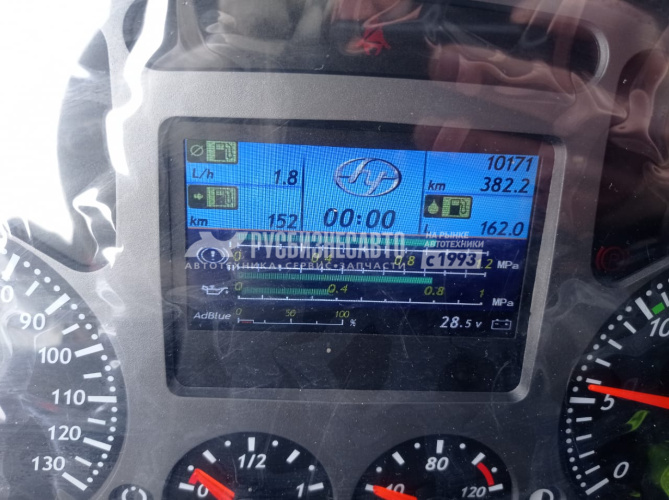 L/h
1.8
km
152
Sy
00:00
10171
km
382.2
162.0
РУСБИЗНЕСАВТО
АВТОТЕХНИКА·СЕРВИС·ЗАПЧАСТИ
НА РЫНКЕ
АВТОТЕХНИКИ
с 1993
0
0.8
1.2
MPa
0
0.4
0.8
1
MPa
AdBlue
0
50
100
%
28.5 v
90
100
110
120
130
0
1/2
1
80
120
10
5
0